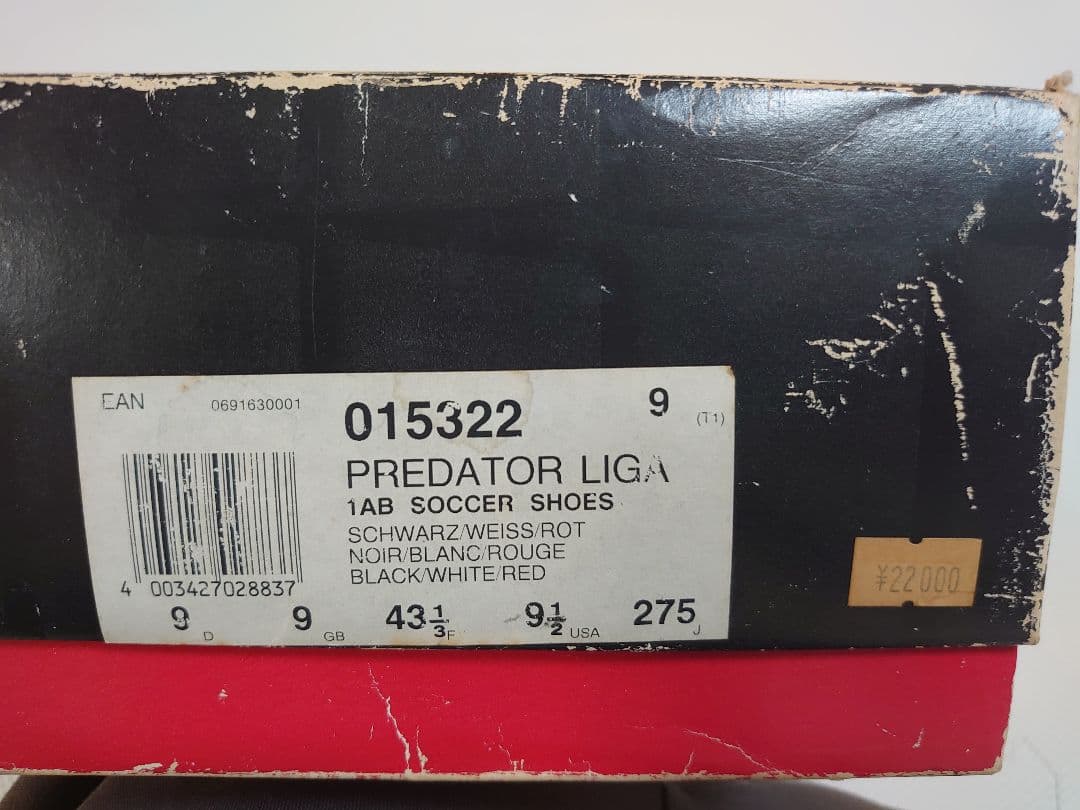 EAN 0691630001 015322 9 (T1)
PREDATOR LIGA
1AB SOCCER SHOES
SCHWARZ/WEISS/ROT
NOIR/BLANC/ROUGE
BLACK/WHITE/RED
4 003427028837
9 D 9 GB 43 1/3 F 9 1/2 USA 275 J
¥22000